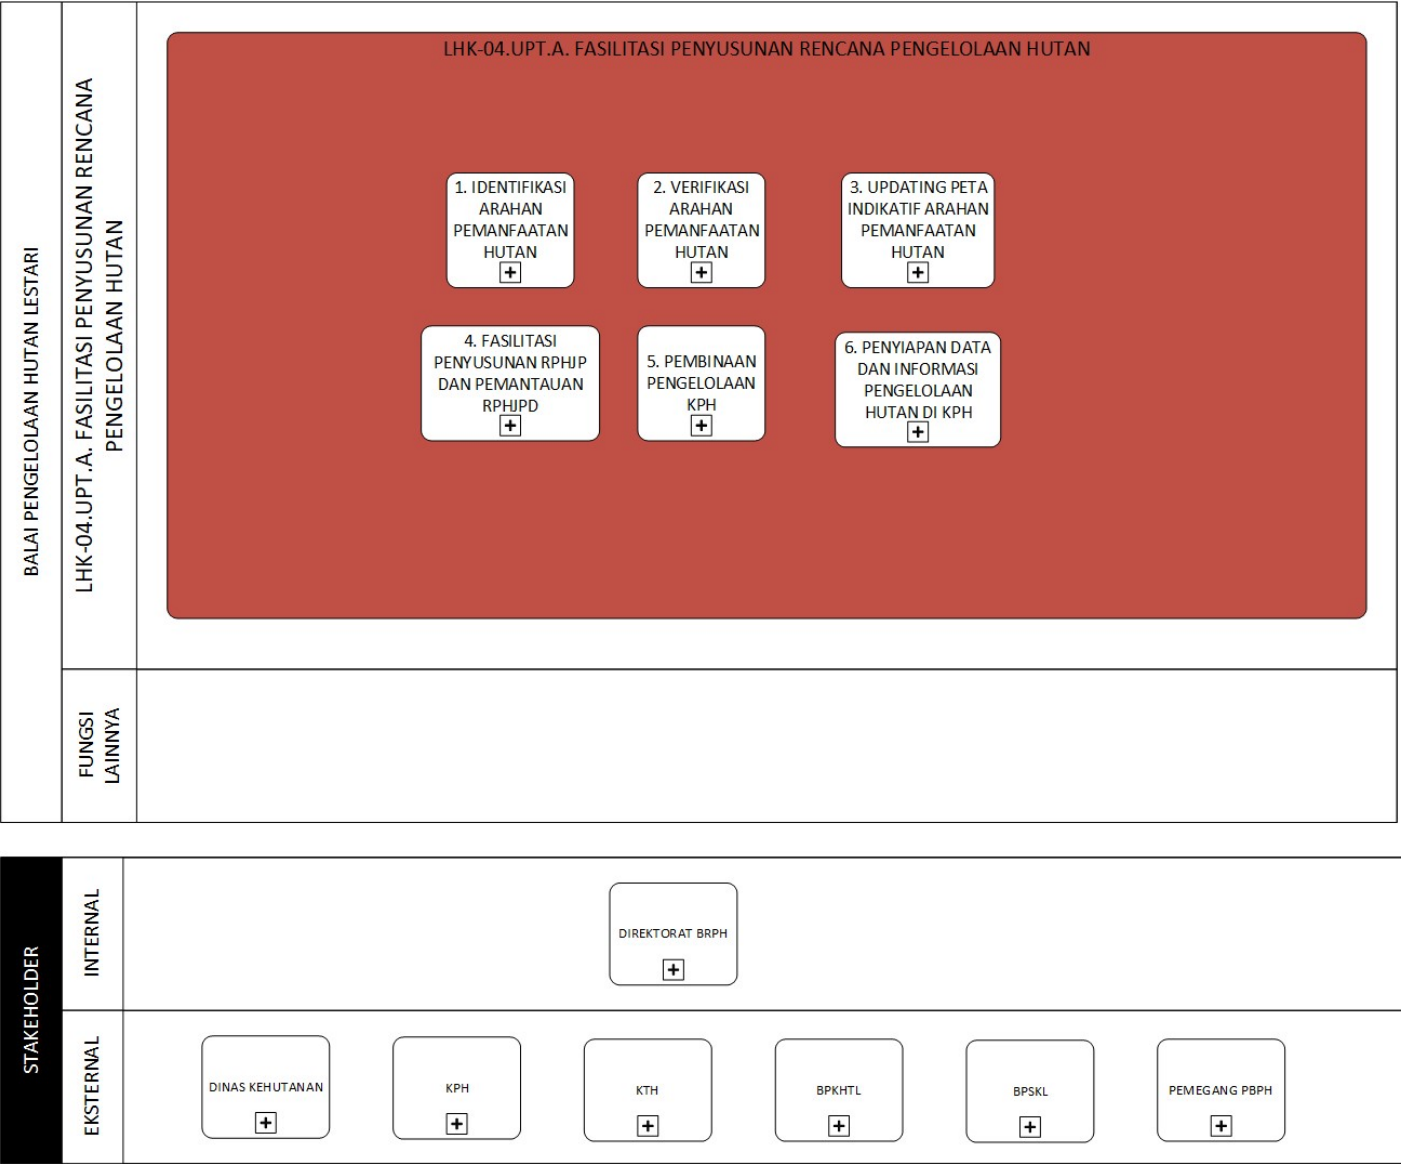 BALAI PENGELOLAAN HUTAN LESTARI
LHK-04.UPT.A. FASILITASI PENYUSUNAN RENCANA
PENGELOLAAN HUTAN
LHK-04.UPT.A. FASILITASI PENYUSUNAN RENCANA PENGELOLAAN HUTAN
1. IDENTIFIKASI
ARAHAN
PEMANFAATAN
HUTAN
2. VERIFIKASI
ARAHAN
PEMANFAATAN
HUTAN
3. UPDATING PETA
INDIKATIF ARAHAN
PEMANFAATAN
HUTAN
4. FASILITASI
PENYUSUNAN RPHJP
DAN PEMANTAUAN
RPHJPD
5. PEMBINAAN
PENGELOLAAN
KPH
6. PENYIAPAN DATA
DAN INFORMASI
PENGELOLAAN
HUTAN DI KPH
FUNGSI
LAINNYA
STAKEHOLDER
INTERNAL
DIREKTORAT BRPH
EKSTERNAL
DINAS KEHUTANAN
KPH
KTH
BPKHTL
BPSKL
PEMEGANG PBPH